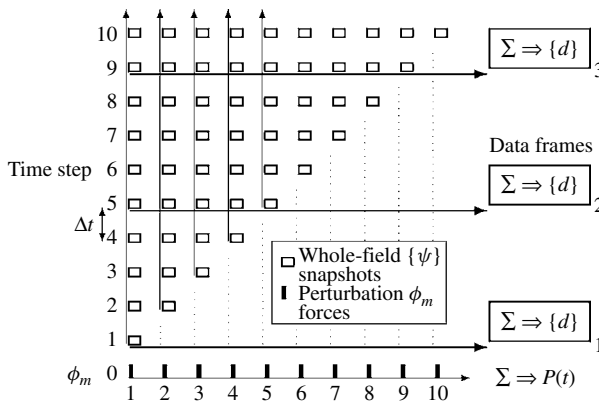 10
Σ ⇒ {d}
9
3
8
7
Data frames
Time step
6
Σ ⇒ {d}
5
2
Δt
4
Whole-field {ψ}
snapshots
3
Perturbation ϕm
forces
2
Σ ⇒ {d}
1
1
ϕm 0
Σ ⇒ P(t)
1 2 3 4 5 6 7 8 9 10